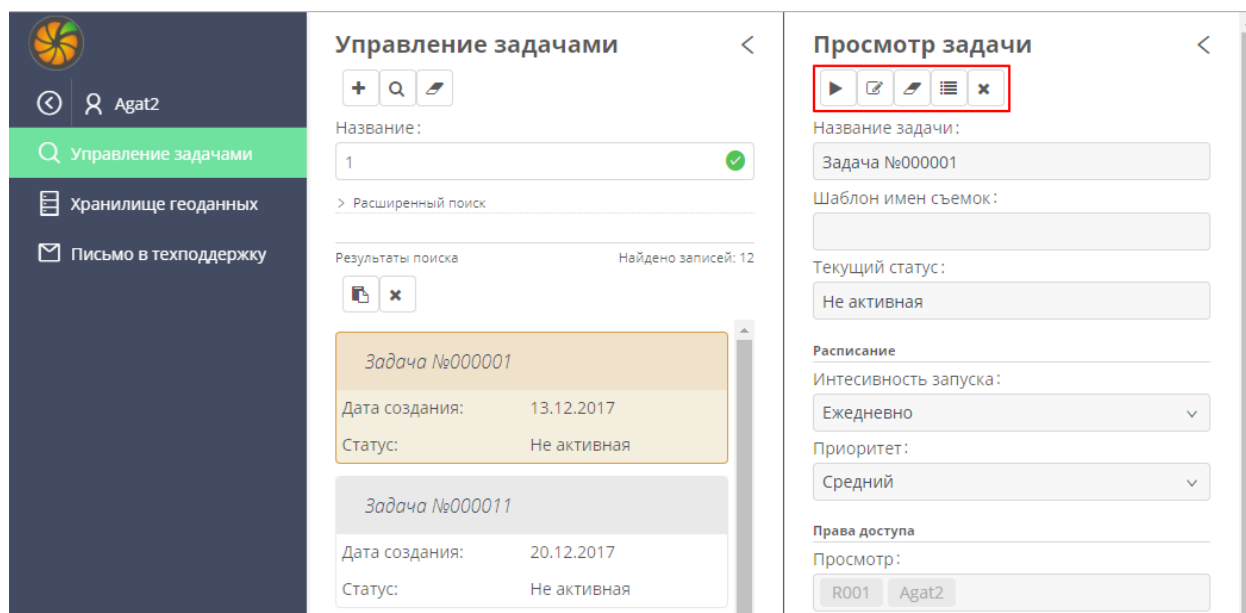 Agat2
Управление задачами
Хранилище геоданных
Письмо в техподдержку
Управление задачами
Название:
1
> Расширенный поиск
Результаты поиска Найдено записей: 12
Задача №000001
Дата создания: 13.12.2017
Статус: Не активная
Задача №000011
Дата создания: 20.12.2017
Статус: Не активная
Просмотр задачи
Название задачи:
Задача №000001
Шаблон имен съемок:
Текущий статус:
Не активная
Расписание
Интесивность запуска:
Ежедневно
Приоритет:
Средний
Права доступа
Просмотр:
R001 Agat2